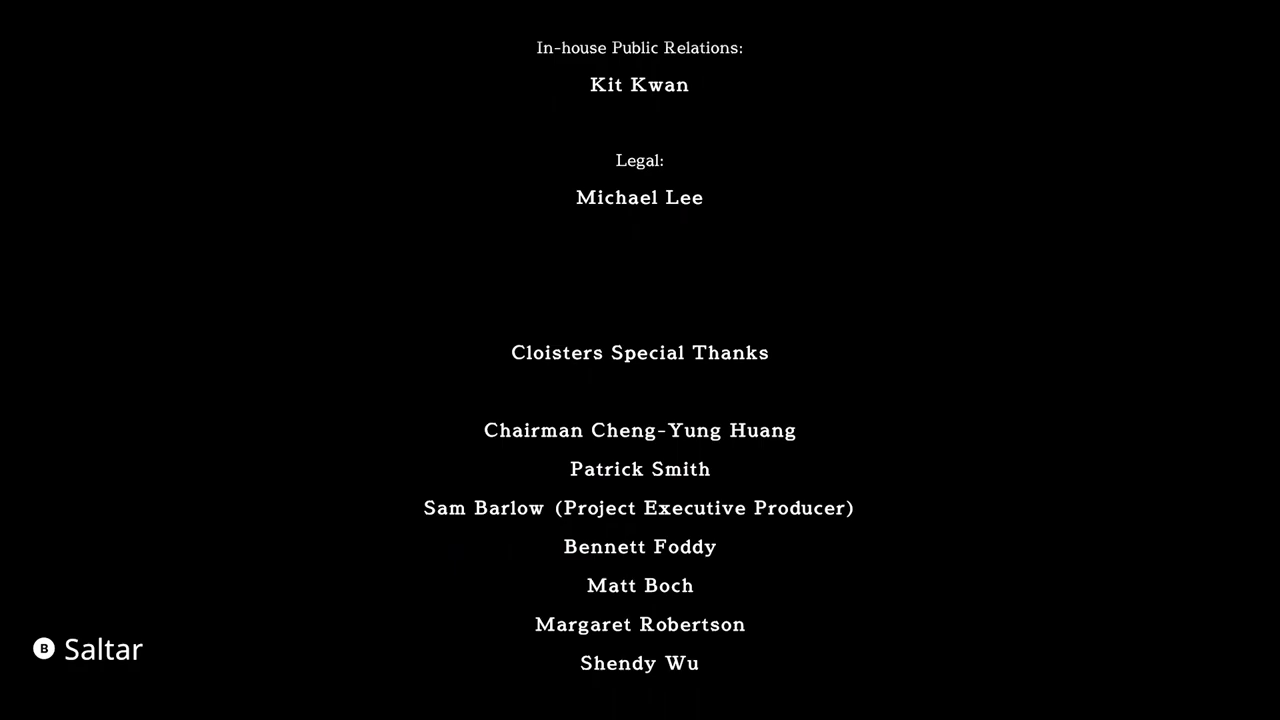 In-house Public Relations:
Kit Kwan
Legal:
Michael Lee
Cloisters Special Thanks
Chairman Cheng-Yung Huang
Patrick Smith
Sam Barlow (Project Executive Producer)
Bennett Foddy
Matt Boch
Margaret Robertson
Shendy Wu
B Saltar